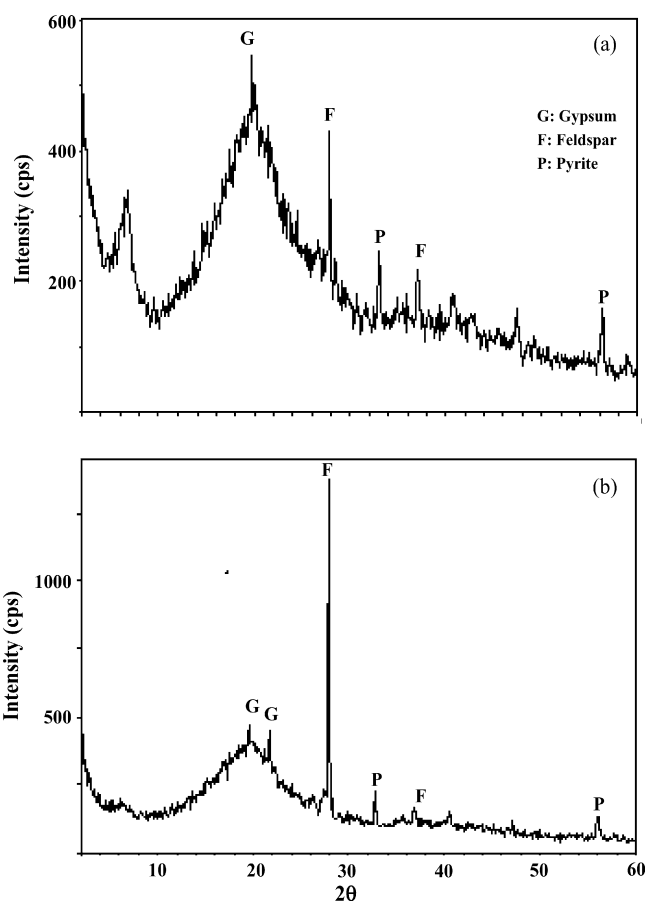 600
(a)
G
G: Gypsum
F
F: Feldspar
400
P: Pyrite
Intensity (cps)
P
F
200
P
F
(b)
1000
Intensity (cps)
G
G
500
P
F
P
10
20
30
40
50
60
2θ